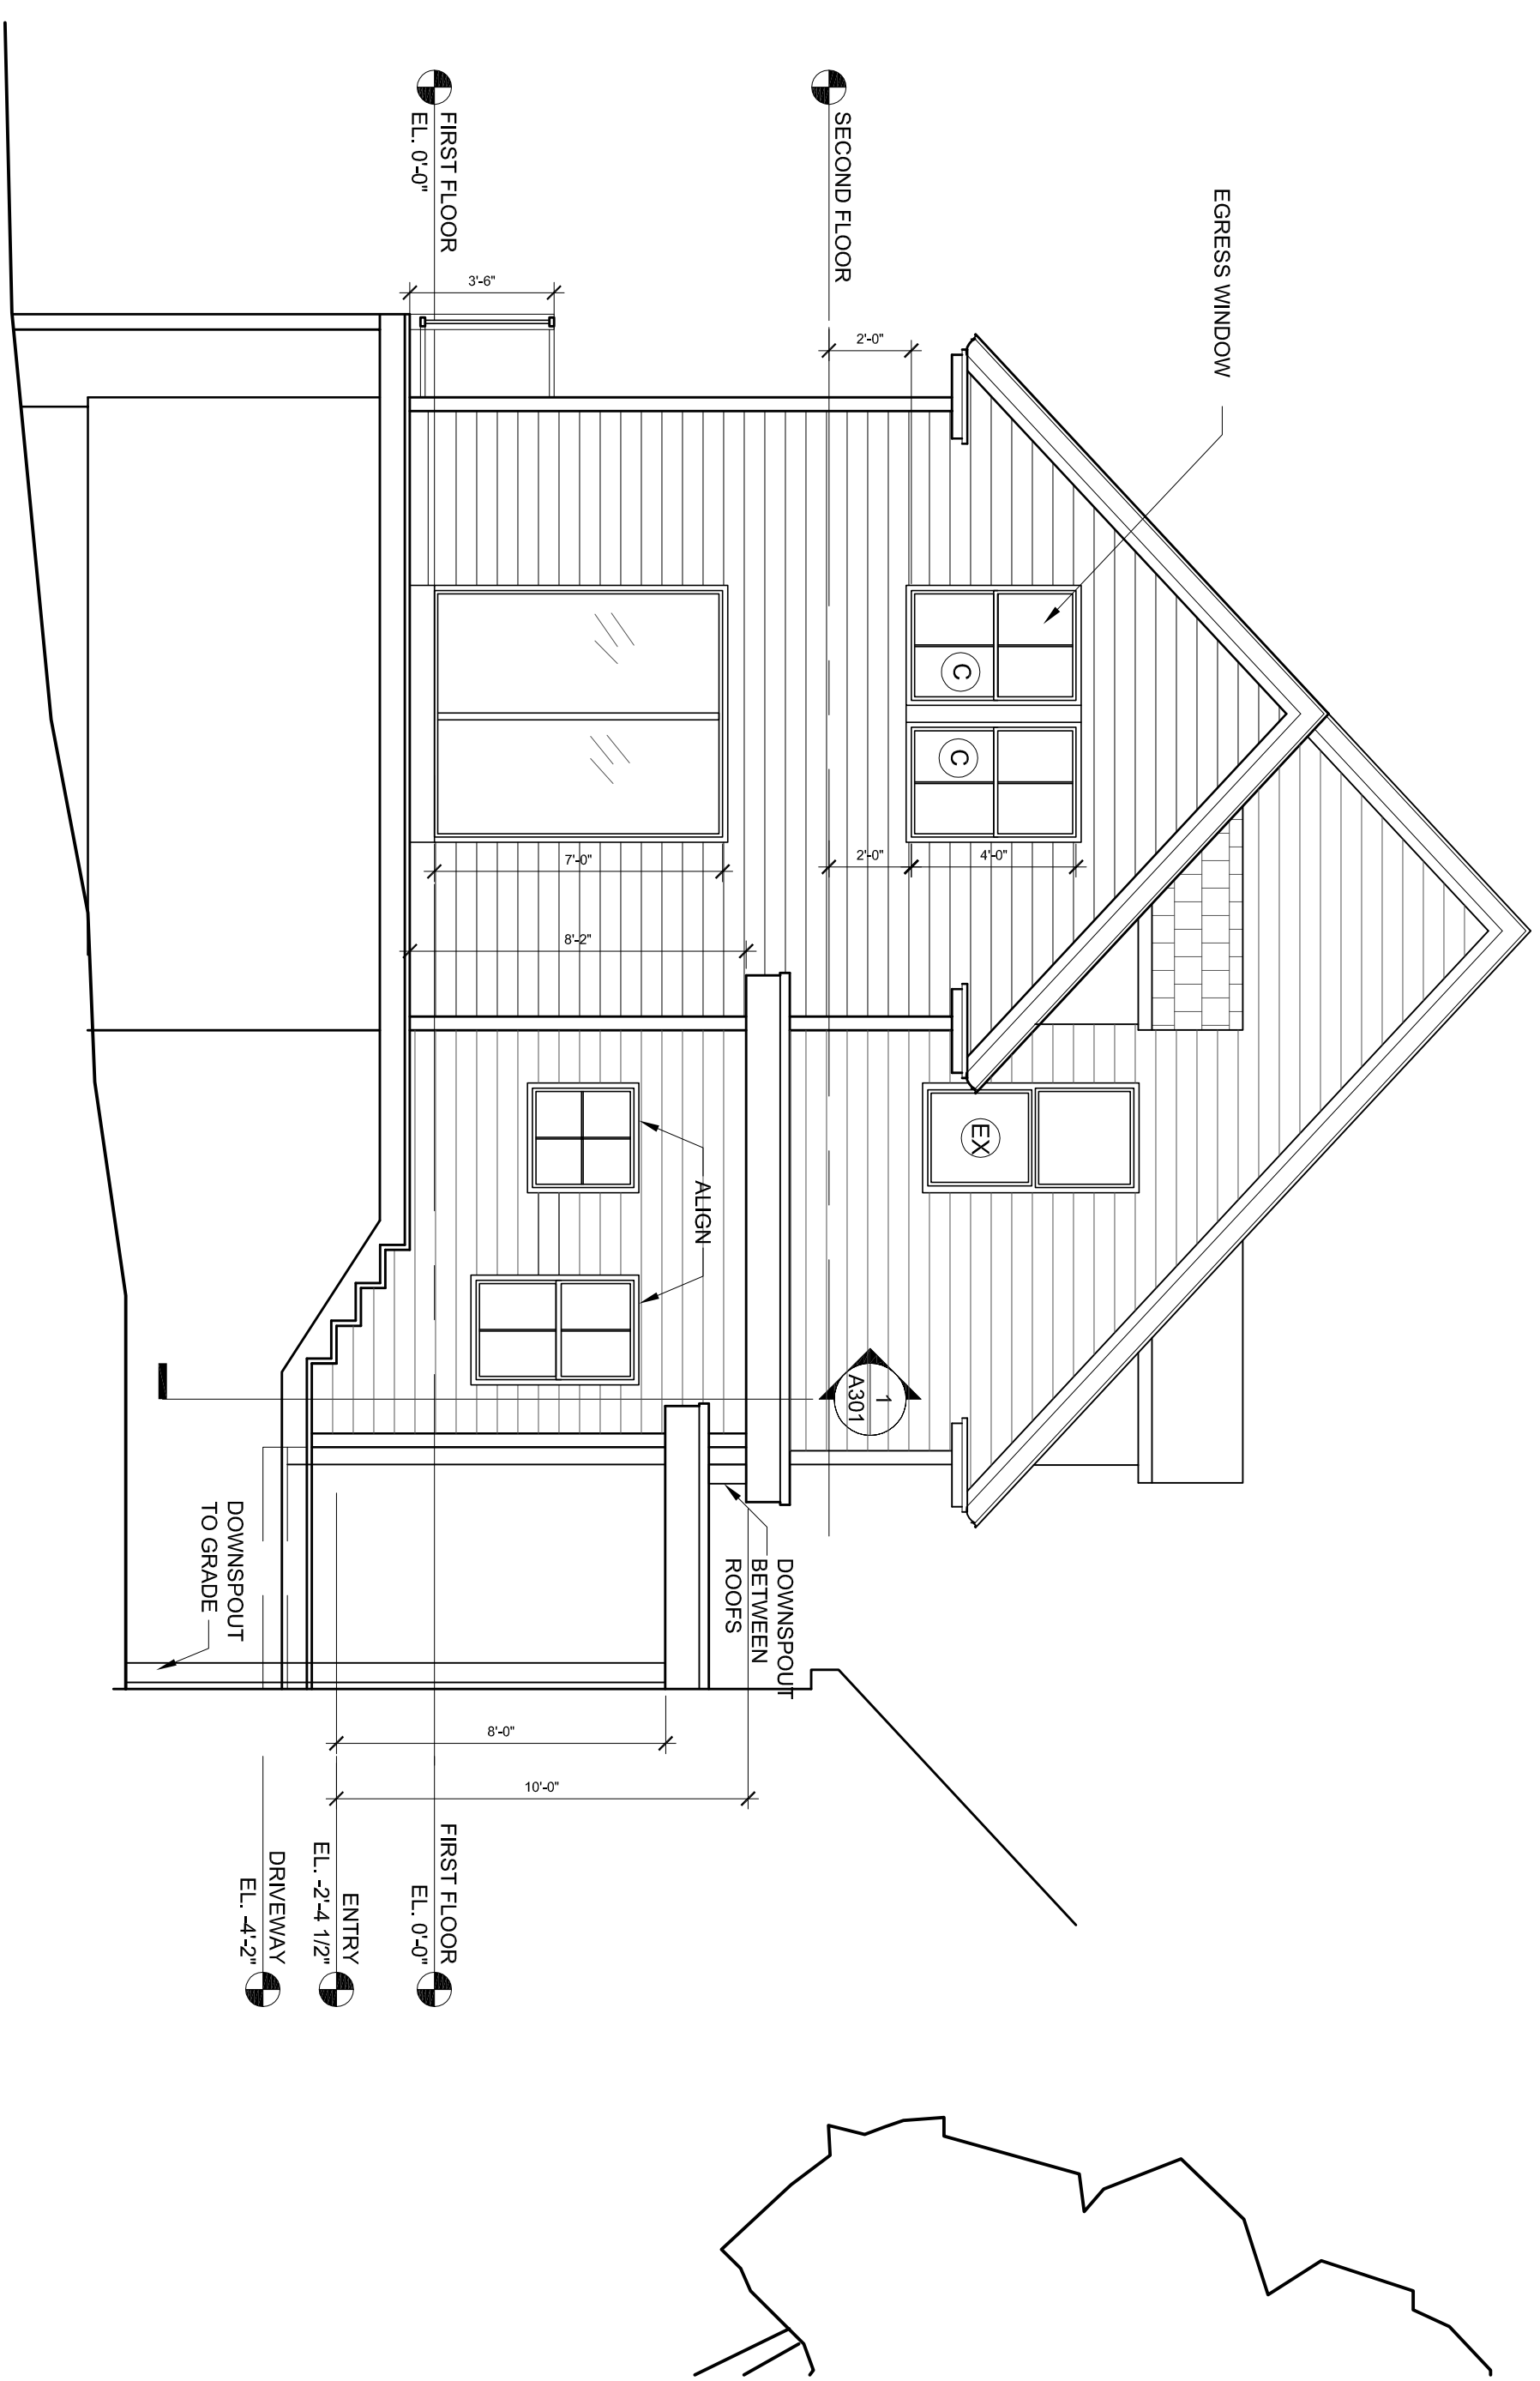 EGRESS WINDOW
SECOND FLOOR
FIRST FLOOR
EL. 0'-0"
3'-6"
2'-0"
C
C
2'-0"
4'-0"
7'-0"
8'-2"
EX
ALIGN
1
A301
DOWNSPOUT
BETWEEN
ROOFS
DOWNSPOUT
TO GRADE
8'-0"
10'-0"
FIRST FLOOR
EL. 0'-0"
ENTRY
EL. -2'-4 1/2"
DRIVEWAY
EL. -4'-2"